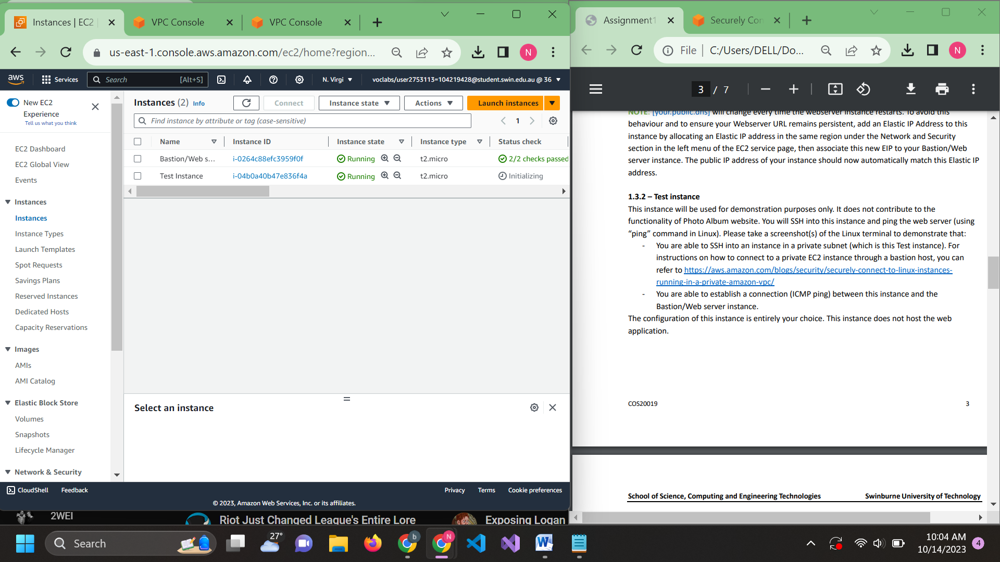 Instances | EC2
VPC Console
VPC Console
us-east-1.console.aws.amazon.com/ec2/home?region...
N
aws
Services
Search
[Alt+S]
N. Virgi
voclabs/user2753113=104219428@student.swin.edu.au @ 36
New EC2
Experience
Tell us what you think
EC2 Dashboard
EC2 Global View
Events
Instances
Instances
Instance Types
Launch Templates
Spot Requests
Savings Plans
Reserved Instances
Dedicated Hosts
Capacity Reservations
Images
AMIs
AMI Catalog
Elastic Block Store
Volumes
Snapshots
Lifecycle Manager
Network & Security
Instances (2) Info
Connect
Instance state
Actions
Launch instances
Find instance by attribute or tag (case-sensitive)
1
Name
Instance ID
Instance state
Instance type
Status check
Bastion/Web s...
i-0264c88efc3959f0f
Running
t2.micro
2/2 checks passed
Test Instance
i-04b0a40b47e836f4a
Running
t2.micro
Initializing
Select an instance
CloudShell
Feedback
Privacy
Terms
Cookie preferences
© 2023, Amazon Web Services, Inc. or its affiliates.
Assignment1
Securely Con
File
C:/Users/DELL/Do...
N
3 / 7
NOTE: [your.public.dns] will change every time the webserver instance restarts. To avoid this
behaviour and to ensure your Webserver URL remains persistent, add an Elastic IP Address to this
instance by allocating an Elastic IP address in the same region under the Network and Security
section in the left menu of the EC2 service page, then associate this new EIP to your Bastion/Web
server instance. The public IP address of your instance should now automatically match this Elastic IP
address.
1.3.2 – Test instance
This instance will be used for demonstration purposes only. It does not contribute to the
functionality of Photo Album website. You will SSH into this instance and ping the web server (using
“ping” command in Linux). Please take a screenshot(s) of the Linux terminal to demonstrate that:
- You are able to SSH into an instance in a private subnet (which is this Test instance). For
instructions on how to connect to a private EC2 instance through a bastion host, you can
refer to https://aws.amazon.com/blogs/security/securely-connect-to-linux-instances-
running-in-a-private-amazon-vpc/
- You are able to establish a connection (ICMP ping) between this instance and the
Bastion/Web server instance.
The configuration of this instance is entirely your choice. This instance does not host the web
application.
COS20019
3
School of Science, Computing and Engineering Technologies
Swinburne University of Technology
2WEI
Riot Just Changed League's Entire Lore
Exposing Logan
Search
27°
b
N
10:04 AM
10/14/2023
4